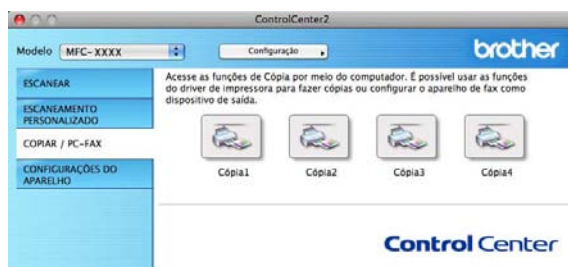 ControlCenter2
Modelo MFC-XXXX Configuração brother
ESCANEAR
ESCANEAMENTO
PERSONALIZADO
COPIAR / PC-FAX
CONFIGURAÇÕES DO
APARELHO
Acesse as funções de Cópia por meio do computador. É possível usar as funções
do driver de impressora para fazer cópias ou configurar o aparelho de fax como
dispositivo de saída.
Cópia1 Cópia2 Cópia3 Cópia4
Control Center